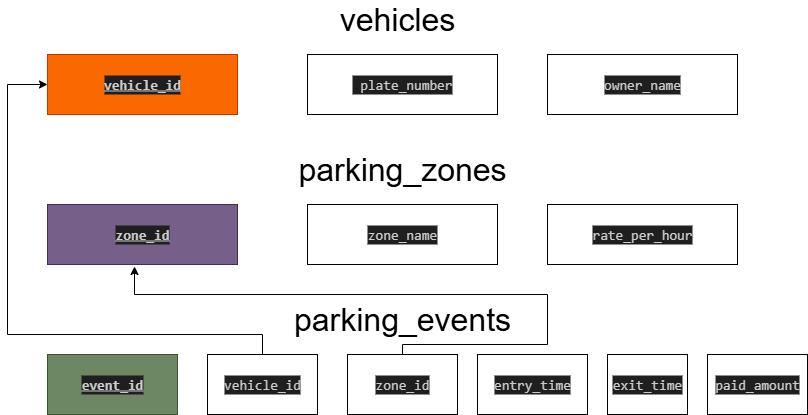 vehicles
vehicle_id plate_number owner_name
parking_zones
zone_id zone_name rate_per_hour
parking_events
event_id vehicle_id zone_id entry_time exit_time paid_amount